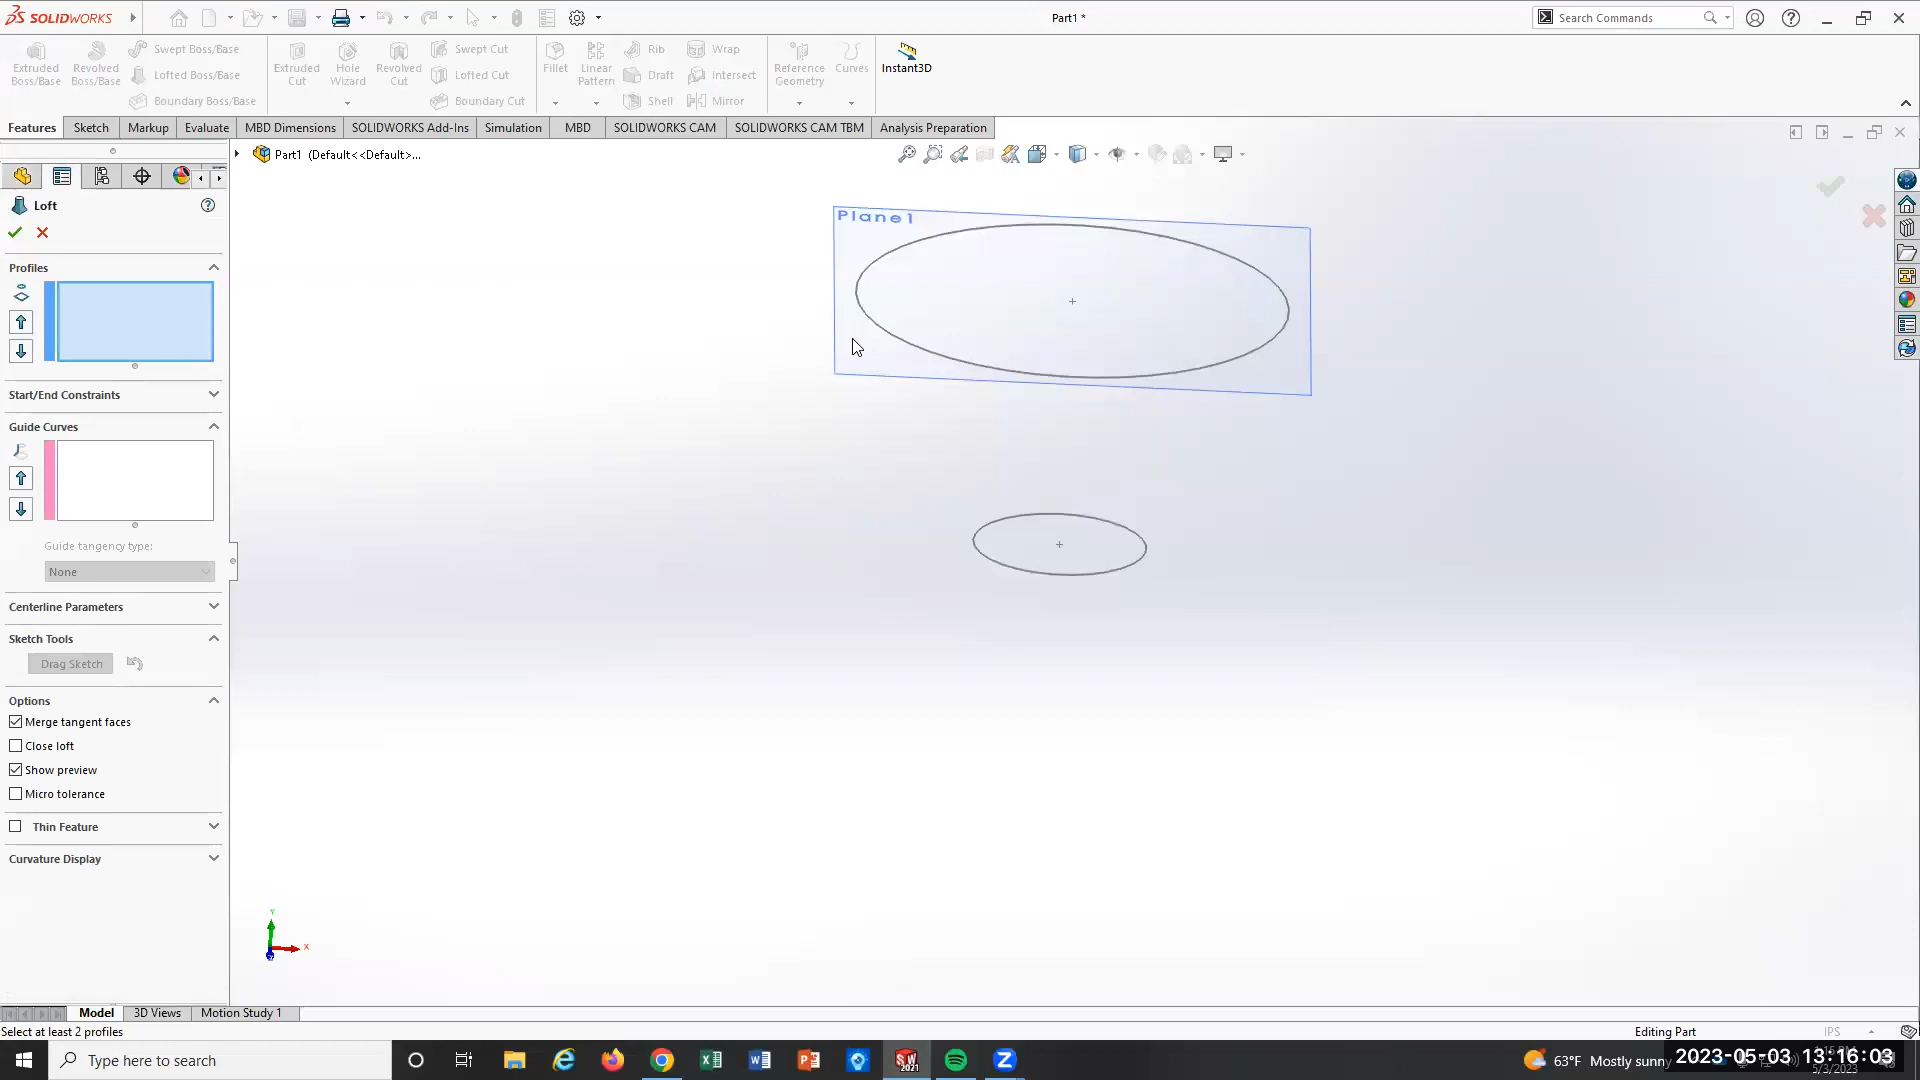 SOLIDWORKS
Part1 *
Search Commands
Extruded Boss/Base
Revolved Boss/Base
Swept Boss/Base
Lofted Boss/Base
Boundary Boss/Base
Extruded Cut
Hole Wizard
Revolved Cut
Swept Cut
Lofted Cut
Boundary Cut
Fillet
Linear Pattern
Rib
Draft
Shell
Wrap
Intersect
Mirror
Reference Geometry
Curves
Instant3D
Features
Sketch
Markup
Evaluate
MBD Dimensions
SOLIDWORKS Add-Ins
Simulation
MBD
SOLIDWORKS CAM
SOLIDWORKS CAM TBM
Analysis Preparation
Part1 (Default<<Default>...
Loft
Profiles
Start/End Constraints
Guide Curves
Guide tangency type:
None
Centerline Parameters
Sketch Tools
Drag Sketch
Options
Merge tangent faces
Close loft
Show preview
Micro tolerance
Thin Feature
Curvature Display
Plane1
Y
X
Model
3D Views
Motion Study 1
Select at least 2 profiles
Editing Part
IPS
Type here to search
63°F Mostly sunny
2023-05-03 13:16:03
5/3/2023